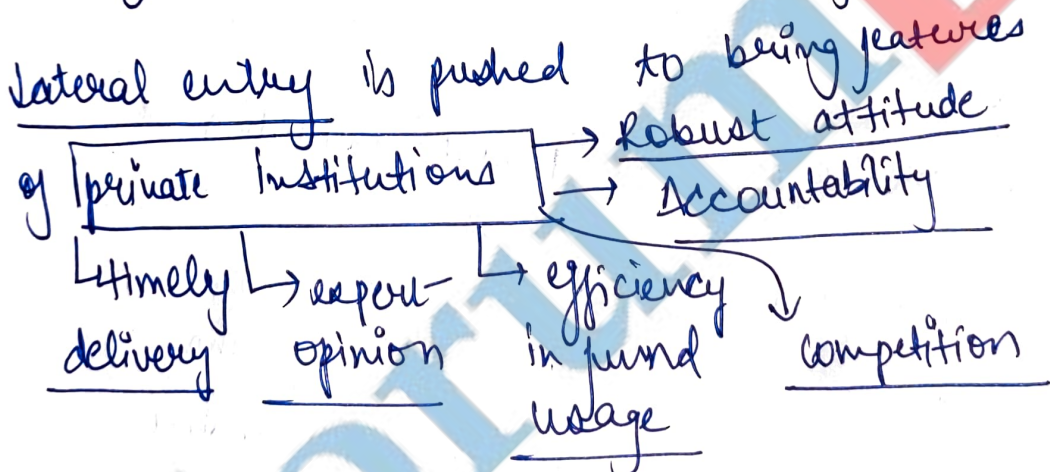 Lateral entry is pushed to bring features
of private Institutions → Robust attitude
→ Accountability
↳ timely delivery
↳ expert opinion
↳ efficiency in fund usage
→ competition